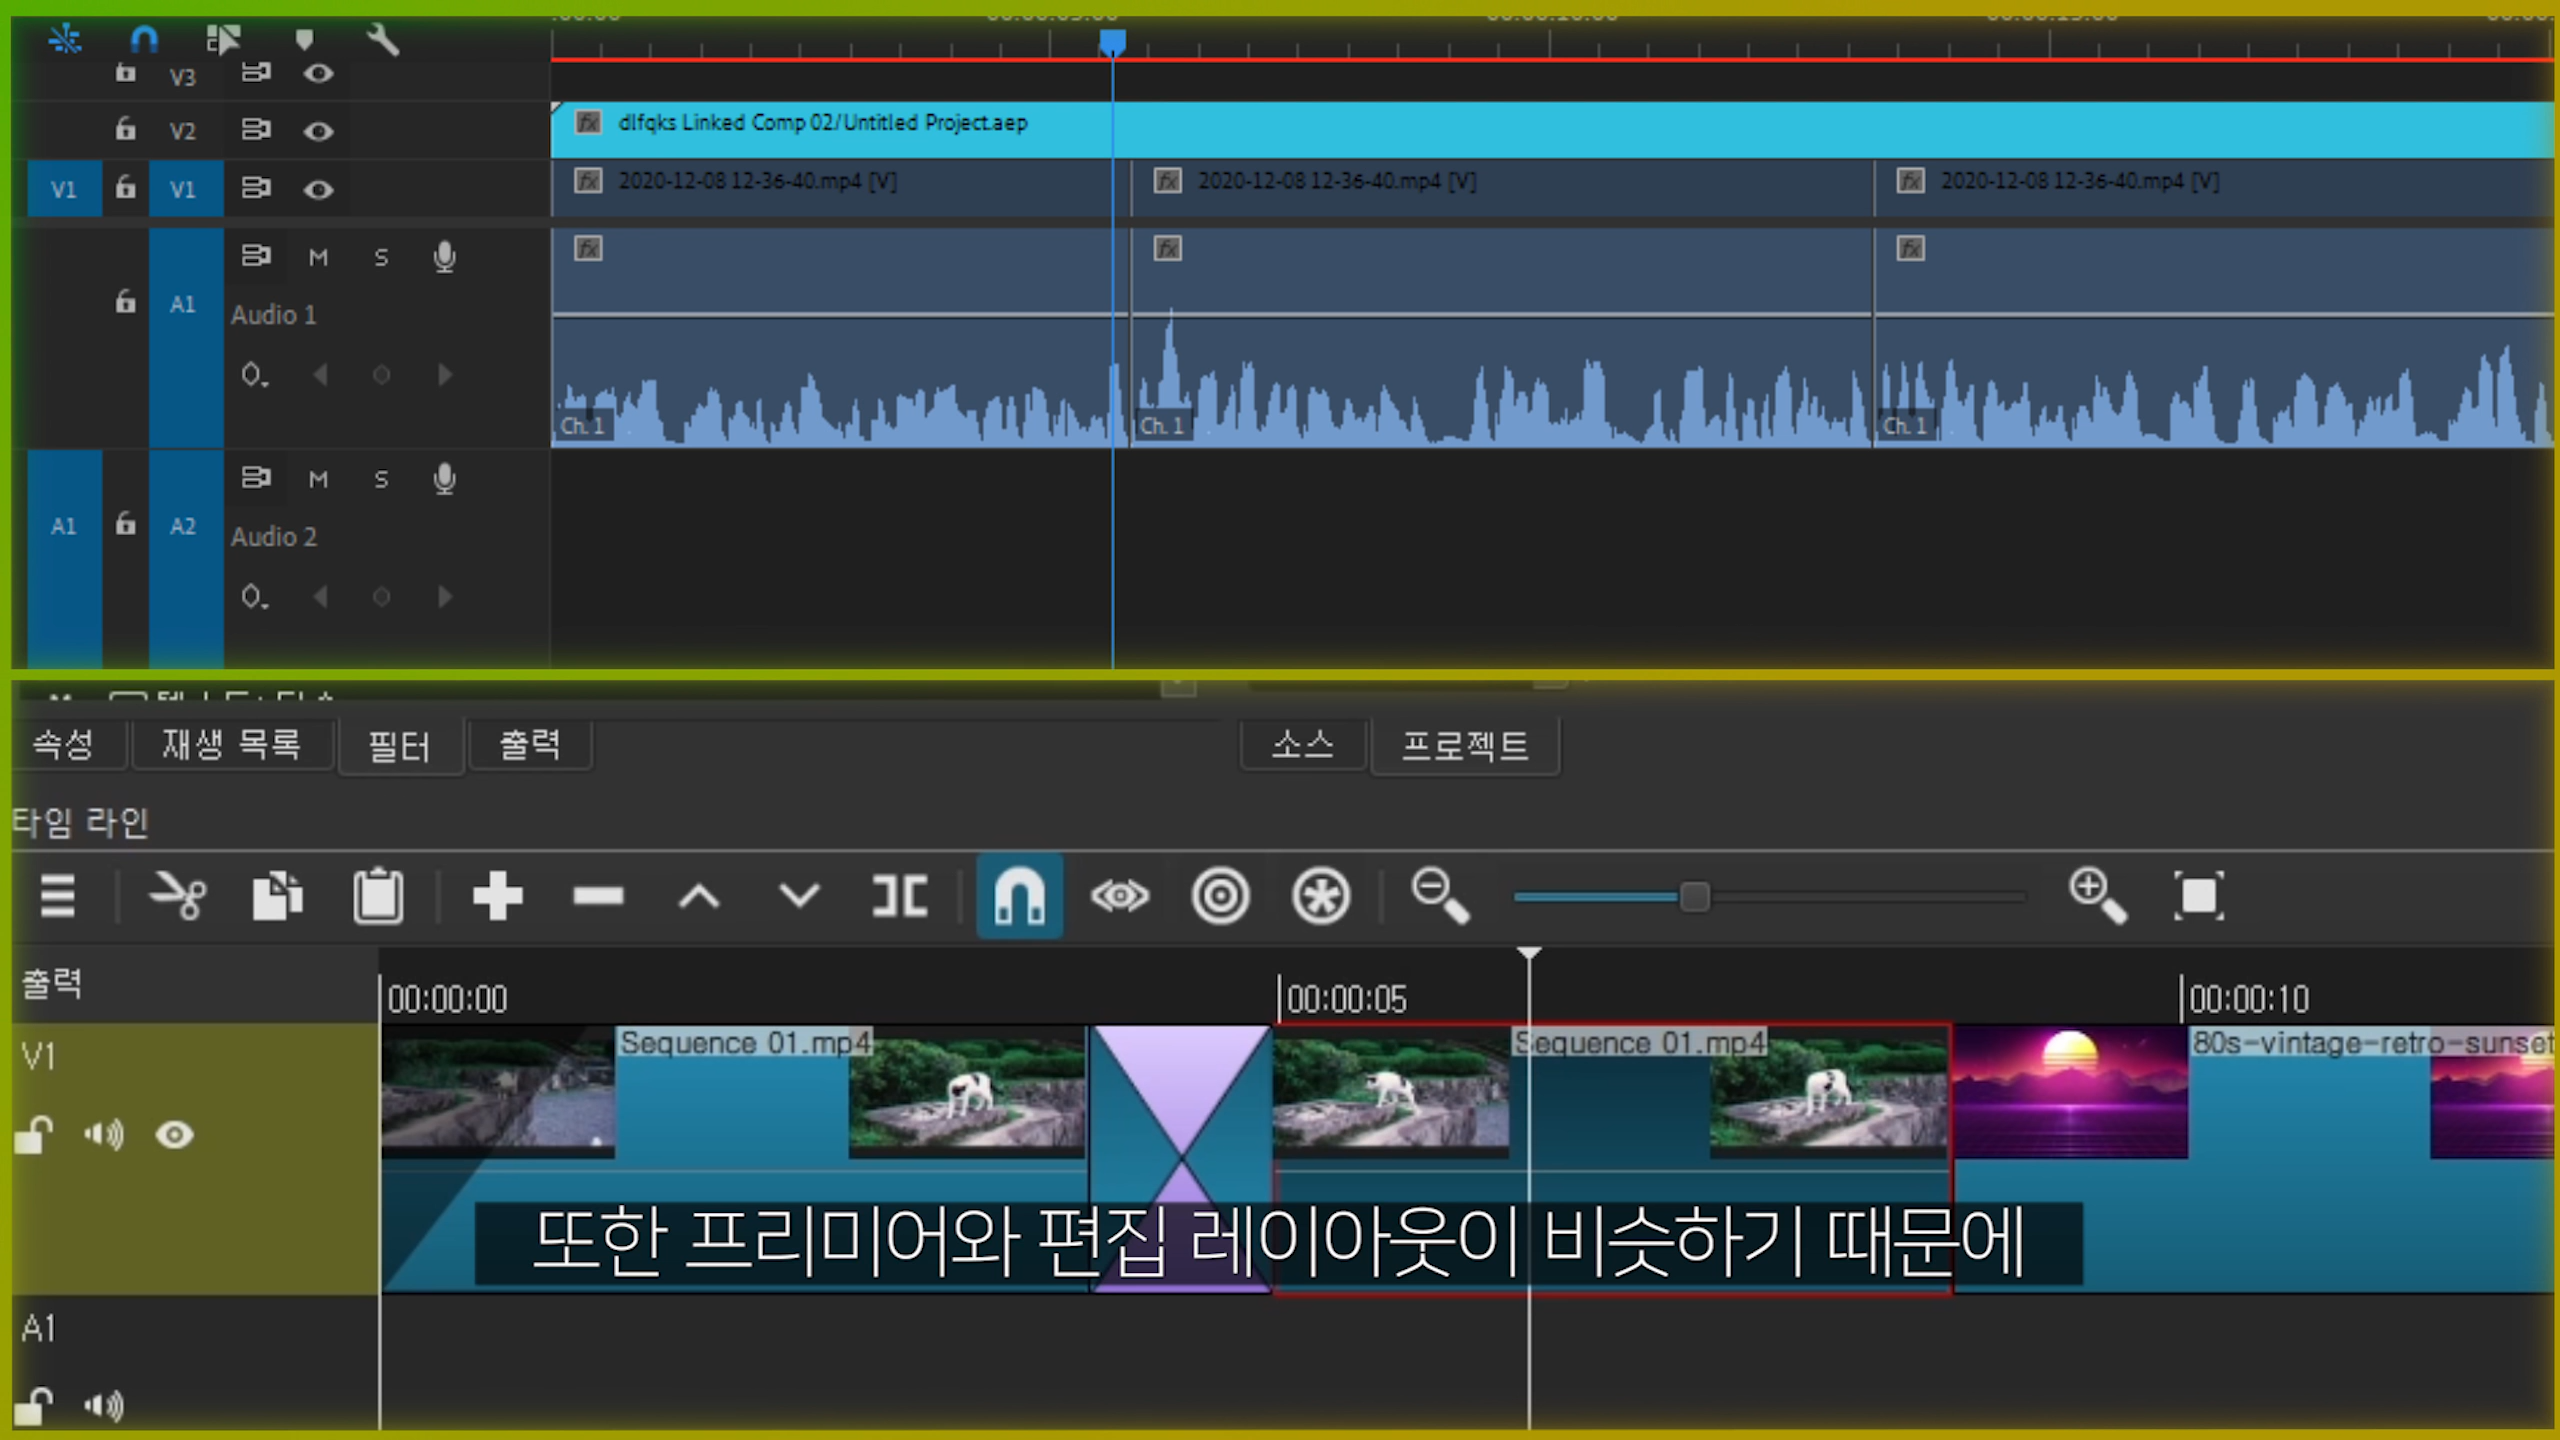 V3
V2
dlfqks Linked Comp 02/Untitled Project.aep
V1 V1
2020-12-08 12-36-40.mp4 [V]
2020-12-08 12-36-40.mp4 [V]
2020-12-08 12-36-40.mp4 [V]
fx
fx
fx
M S
A1
Audio 1
Ch. 1
Ch. 1
Ch. 1
M S
A1 A2
Audio 2
속성
재생 목록
필터
출력
소스
프로젝트
타임 라인
출력
00:00:00
00:00:05
00:00:10
V1
Sequence 01.mp4
Sequence 01.mp4
80s-vintage-retro-sunset
또한 프리미어와 편집 레이아웃이 비슷하기 때문에
A1